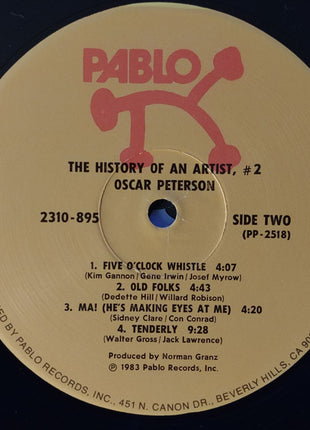 PABLO
THE HISTORY OF AN ARTIST, #2
OSCAR PETERSON
2310-895 SIDE TWO
(PP-2518)
1. FIVE O'CLOCK WHISTLE 4:07
(Kim Gannon/Gene Irwin/Josef Myrow)
2. OLD FOLKS 4:43
(Dedette Hill/Willard Robison)
3. MA! (HE'S MAKING EYES AT ME) 4:20
(Sidney Clare/Con Conrad)
4. TENDERLY 9:28
(Walter Gross/Jack Lawrence)
Produced by Norman Granz
℗ 1983 Pablo Records, Inc.
BY PABLO RECORDS, INC., 451 N. CANON DR., BEVERLY HILLS, CA